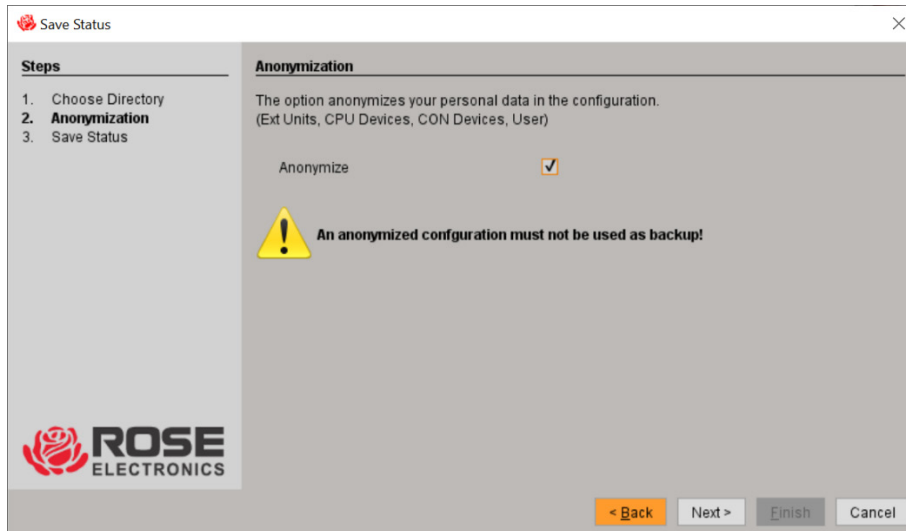 Save Status
Steps
1. Choose Directory
2. Anonymization
3. Save Status
Anonymization
The option anonymizes your personal data in the configuration.
(Ext Units, CPU Devices, CON Devices, User)
Anonymize
An anonymized confguration must not be used as backup!
ROSE
ELECTRONICS
< Back
Next >
Finish
Cancel